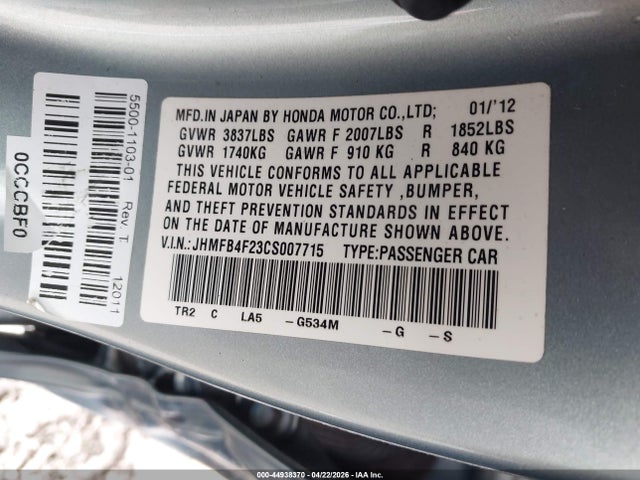 5500-1103-01 Rev. T 12011
0CCCBF0
MFD.IN JAPAN BY HONDA MOTOR CO.,LTD; 01/'12
GVWR 3837LBS GAWR F 2007LBS R 1852LBS
GVWR 1740KG GAWR F 910 KG R 840 KG
THIS VEHICLE CONFORMS TO ALL APPLICABLE
FEDERAL MOTOR VEHICLE SAFETY ,BUMPER,
AND THEFT PREVENTION STANDARDS IN EFFECT
ON THE DATE OF MANUFACTURE SHOWN ABOVE.
V.I.N.: JHMFB4F23CS007715 TYPE:PASSENGER CAR
TR2 C LA5 -G534M -G -S
000-44938370 - 04/22/2026 - IAA Inc.